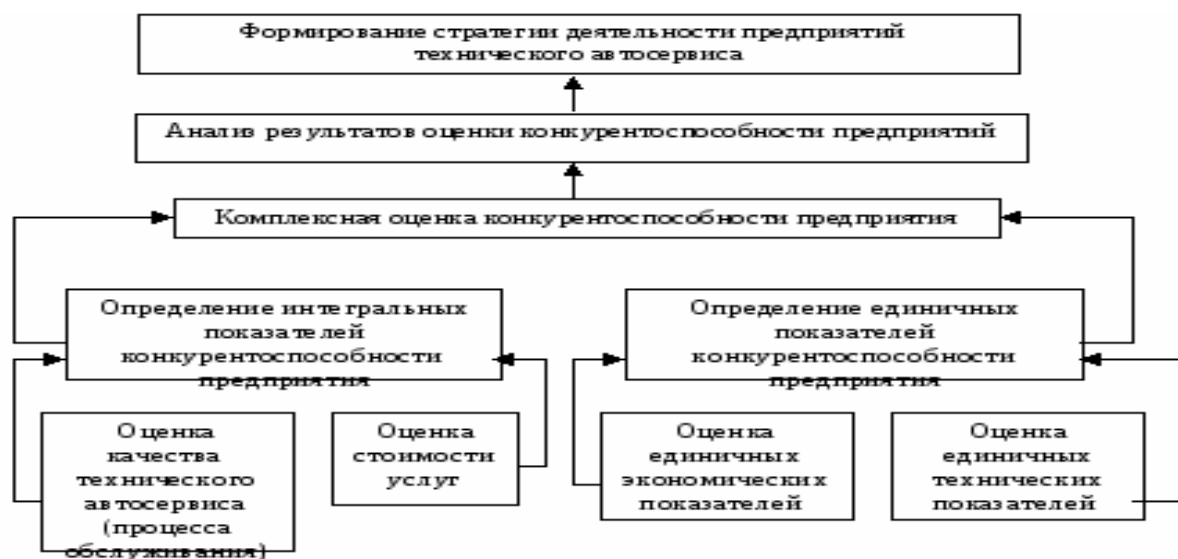 Формирование стратегии деятельности предприятий
технического автосервиса
Анализ результатов оценки конкурентоспособности предприятий
Комплексная оценка конкурентоспособности предприятия
Определение интегральных
показателей
конкурентоспособности
предприятия
Определение единичных
показателей
конкурентоспособности
предприятия
Оценка
качества
технического
автосервиса
(процесса
обслуживания)
Оценка
стоимости
услуг
Оценка
единичных
экономических
показателей
Оценка
единичных
технических
показателей